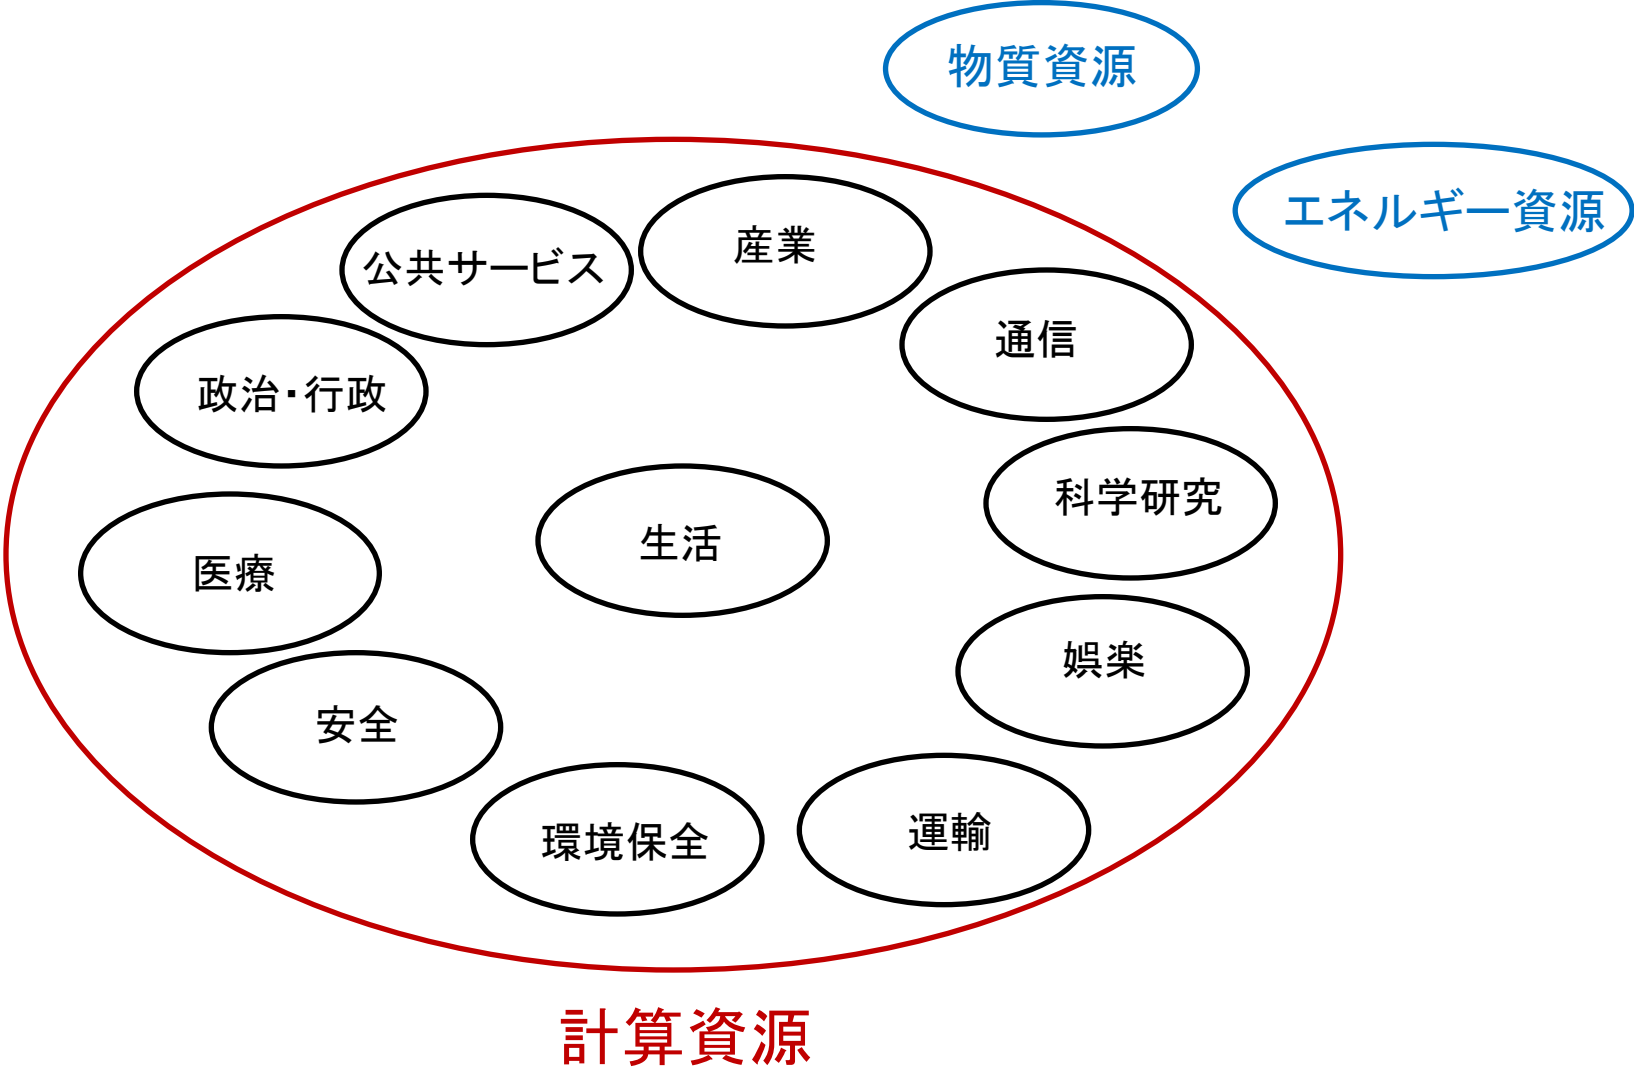 物質資源
エネルギー資源
公共サービス
産業
通信
政治・行政
科学研究
生活
医療
娯楽
安全
環境保全
運輸
計算資源